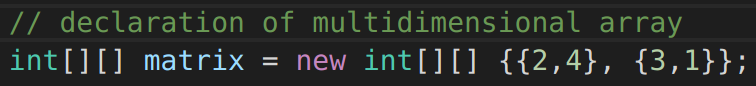 // declaration of multidimensional array
int[][] matrix = new int[][] {{2,4}, {3,1}};